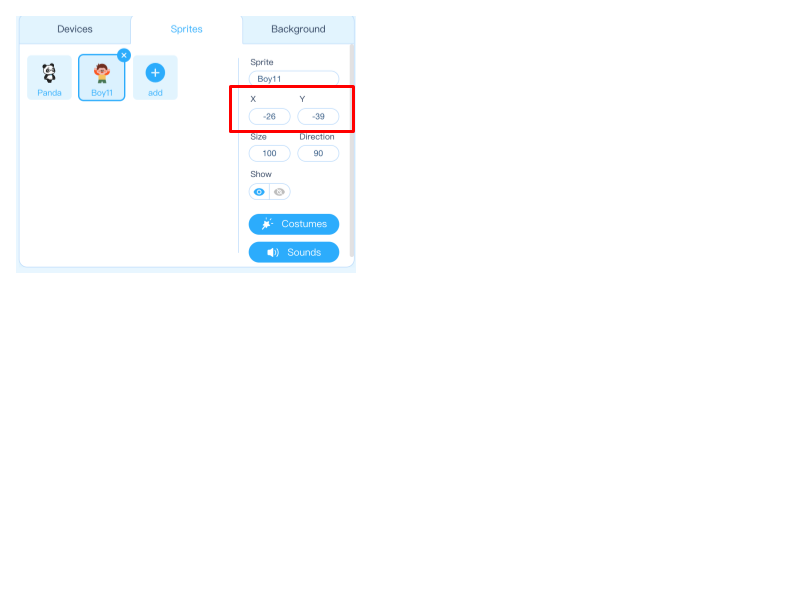 Devices Sprites Background
Sprite
Boy11
X Y
-26 -39
Size Direction
100 90
Show
Costumes
Sounds
Panda Boy11 add